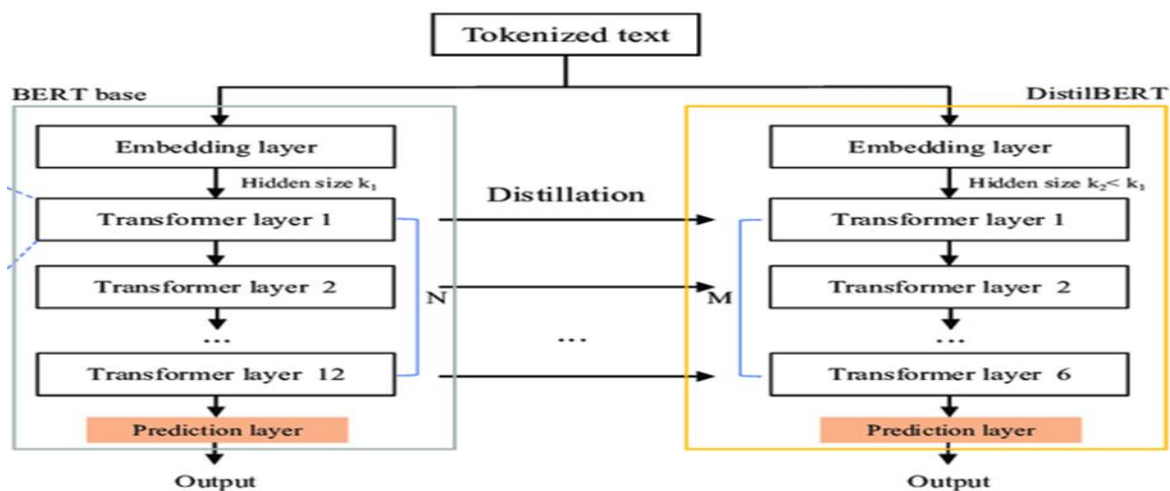 Tokenized text
BERT base
DistilBERT
Embedding layer
Embedding layer
Hidden size k₁
Hidden size k₂< k₁
Distillation
Transformer layer 1
Transformer layer 1
Transformer layer 2
Transformer layer 2
N
M
...
...
...
Transformer layer 12
Transformer layer 6
Prediction layer
Prediction layer
Output
Output